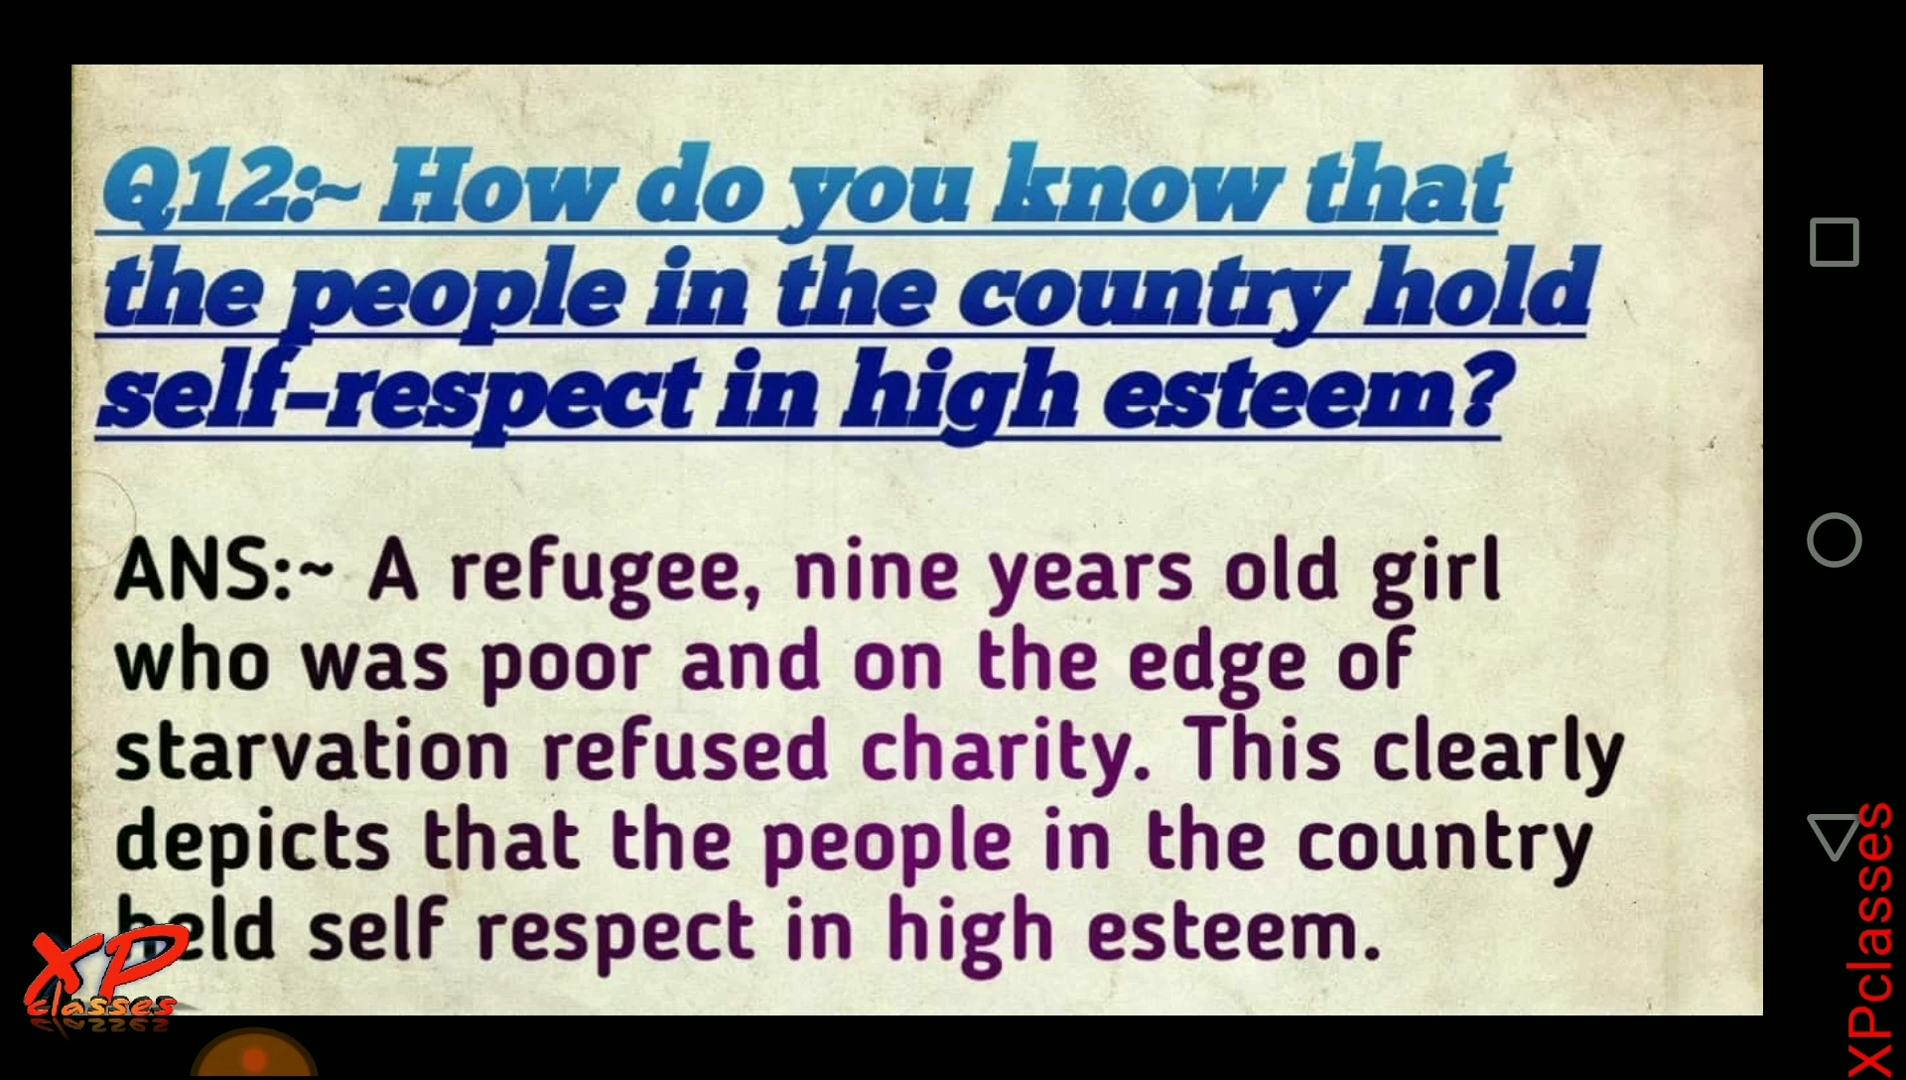 Q12:~ How do you know that
the people in the country hold
self-respect in high esteem?
ANS:~ A refugee, nine years old girl
who was poor and on the edge of
starvation refused charity. This clearly
depicts that the people in the country
held self respect in high esteem.
XP
classes
XPclasses